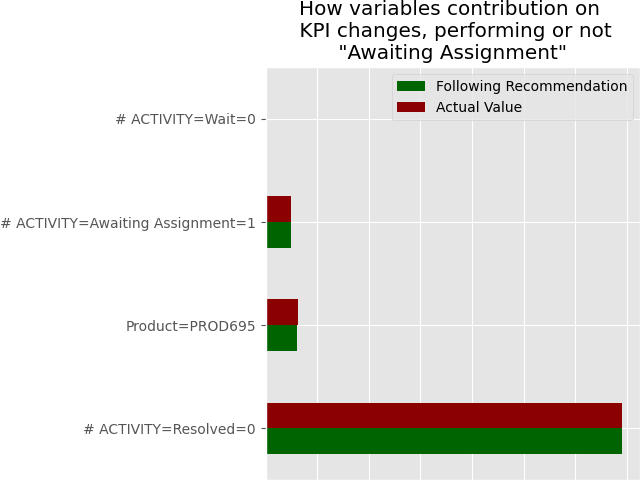 How variables contribution on
KPI changes, performing or not
"Awaiting Assignment"
Following Recommendation
Actual Value
# ACTIVITY=Wait=0
# ACTIVITY=Awaiting Assignment=1
Product=PROD695
# ACTIVITY=Resolved=0